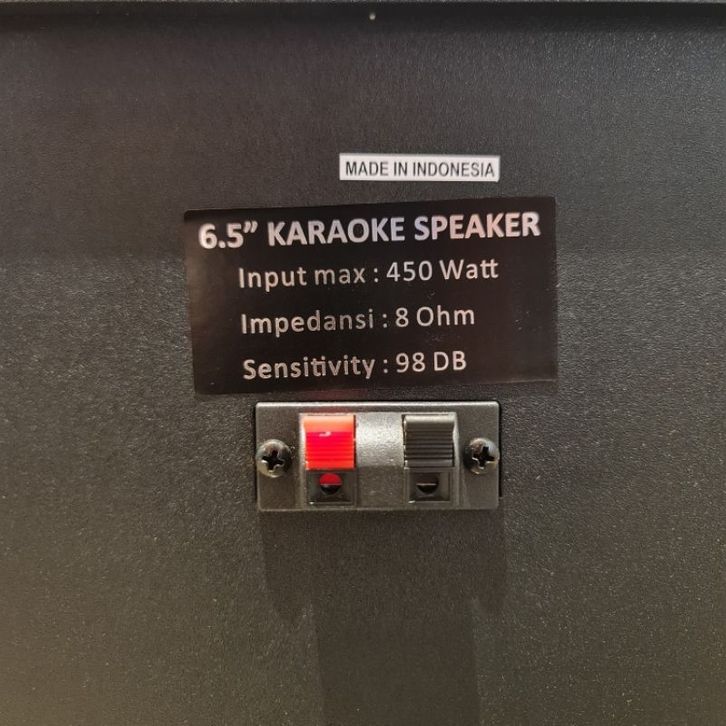 MADE IN INDONESIA
6.5” KARAOKE SPEAKER
Input max : 450 Watt
Impedansi : 8 Ohm
Sensitivity : 98 DB